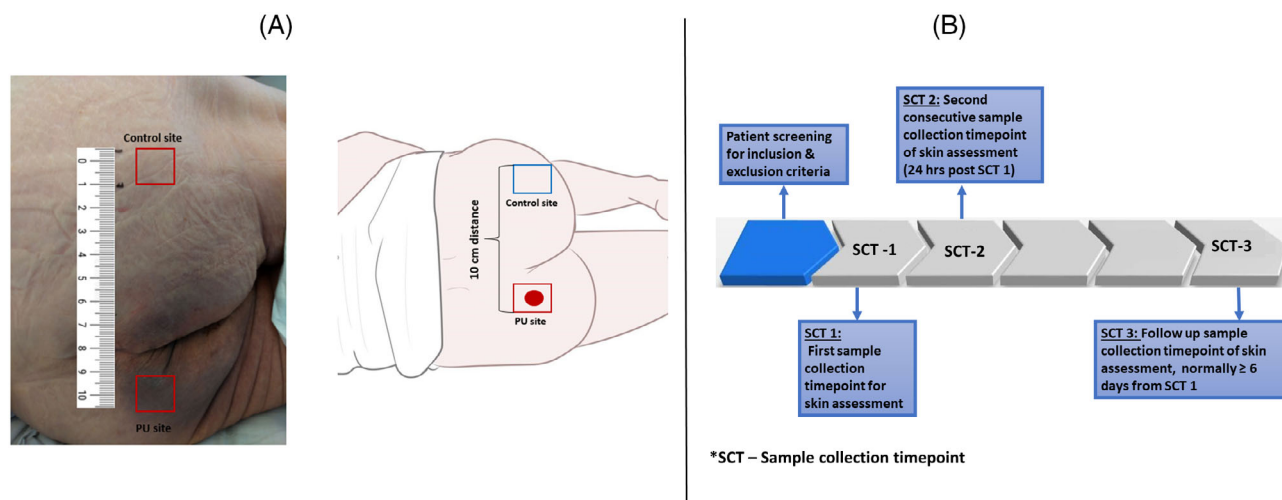 (A)
Control site
0
1
2
3
4
5
6
7
8
9
10
PU site
10 cm distance
Control site
PU site
(B)
Patient screening
for inclusion &
exclusion criteria
SCT 2: Second
consecutive sample
collection timepoint
of skin assessment
(24 hrs post SCT 1)
SCT -1
SCT-2
SCT-3
SCT 1:
First sample
collection
timepoint for
skin assessment
SCT 3: Follow up sample
collection timepoint of skin
assessment, normally ≥ 6
days from SCT 1
*SCT – Sample collection timepoint